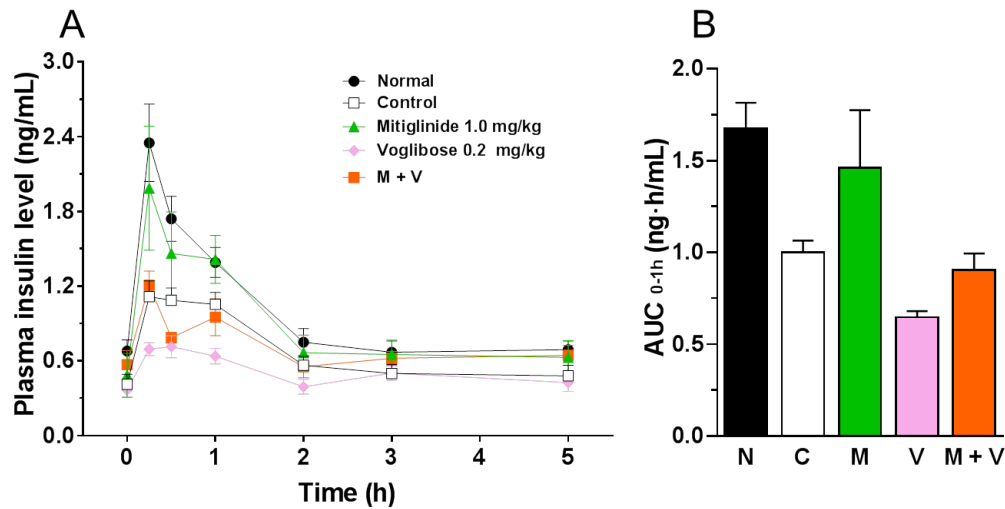 A
Plasma insulin level (ng/mL)
3.0
2.4
1.8
1.2
0.6
0.0
Normal
Control
Mitiglinide 1.0 mg/kg
Voglibose 0.2 mg/kg
M + V
0 1 2 3 4 5
Time (h)
B
AUC 0-1h (ng·h/mL)
2.0
1.5
1.0
0.5
0.0
N C M V M + V